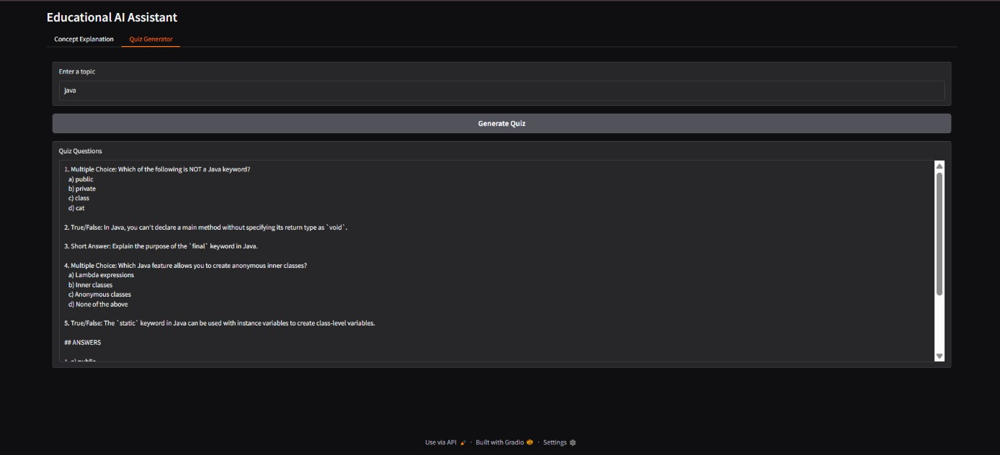 Educational AI Assistant
Concept Explanation Quiz Generator
Enter a topic
java
Generate Quiz
Quiz Questions
1. Multiple Choice: Which of the following is NOT a Java keyword?
a) public
b) private
c) class
d) cat
2. True/False: In Java, you can't declare a main method without specifying its return type as `void`.
3. Short Answer: Explain the purpose of the `final` keyword in Java.
4. Multiple Choice: Which Java feature allows you to create anonymous inner classes?
a) Lambda expressions
b) Inner classes
c) Anonymous classes
d) None of the above
5. True/False: The `static` keyword in Java can be used with instance variables to create class-level variables.
## ANSWERS
1. a) public
Use via API · Built with Gradio · Settings